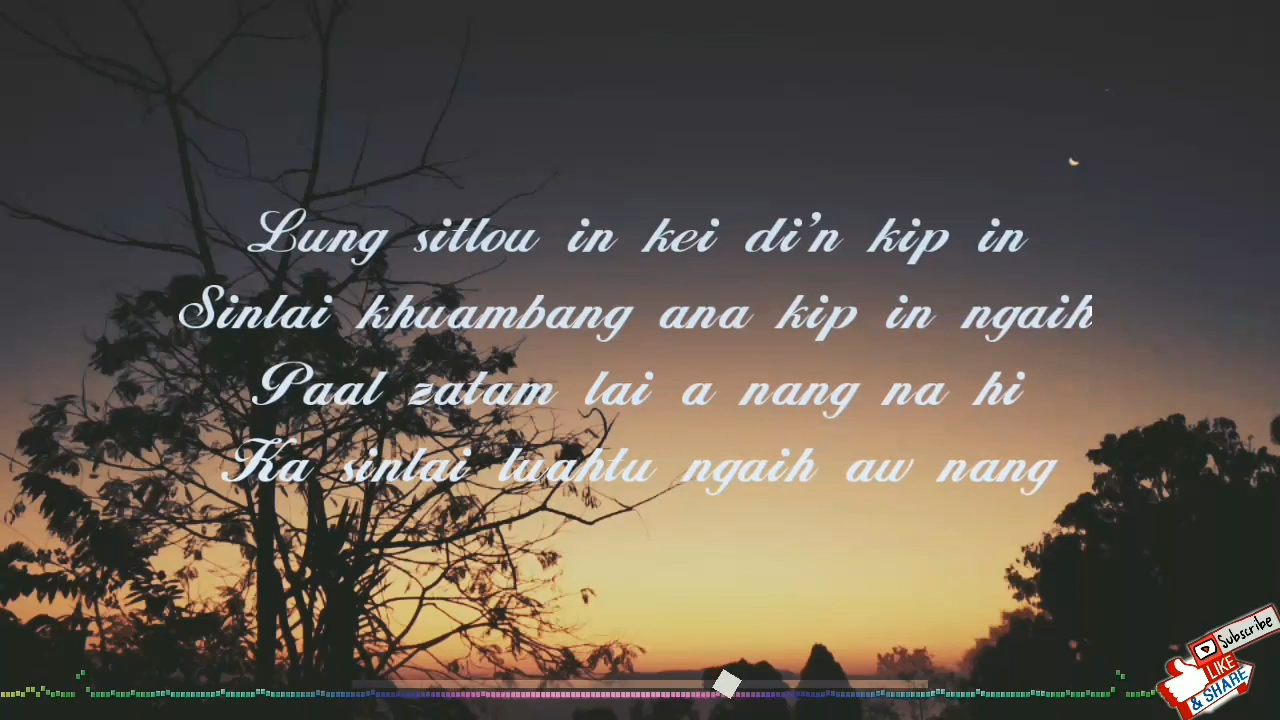 Lung sitlou in kei di'n kip in
Sinlai khuambang ana kip in ngaih
Paal zatam lai a nang na hi
Ka sinlai luahtu ngaih aw nang
Subscribe
LIKE
& SHARE